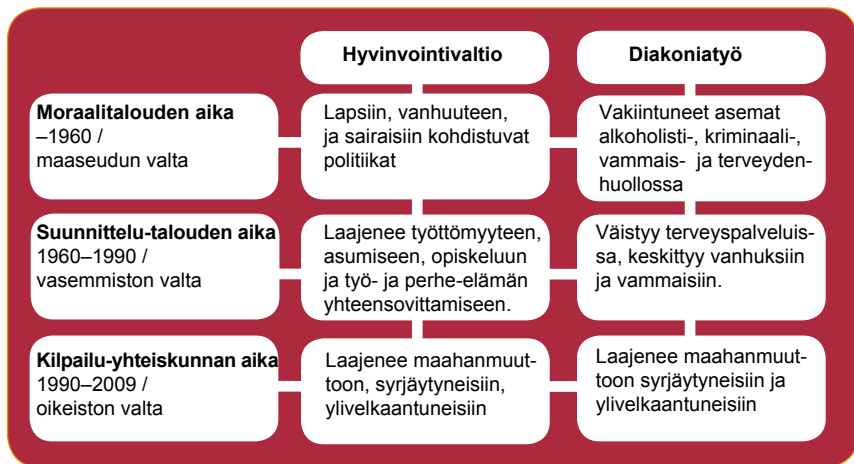 Hyvinvointivaltio
Diakoniatyö
Moraalitalouden aika
–1960 /
maaseudun valta
Lapsiin, vanhuuteen,
ja sairaisiin kohdistuvat
politiikat
Vakiintuneet asemat
alkoholisti-, kriminaali-,
vammais- ja terveyden-
huollossa
Suunnittelu-talouden aika
1960–1990 /
vasemmiston valta
Laajenee työttömyyteen,
asumiseen, opiskeluun
ja työ- ja perhe-elämän
yhteensovittamiseen.
Väistyy terveyspalveluis-
sa, keskittyy vanhuksiin
ja vammaisiin.
Kilpailu-yhteiskunnan aika
1990–2009 /
oikeiston valta
Laajenee maahanmuut-
toon, syrjäytyneisiin,
ylivelkaantuneisiin
Laajenee maahanmuut-
toon syrjäytyneisiin ja
ylivelkaantuneisiin